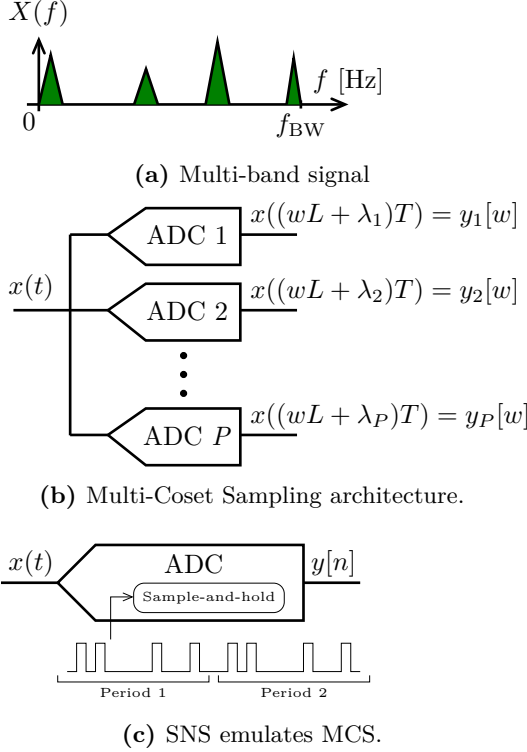 X(f)
f [Hz]
0
f_BW
(a) Multi-band signal
x(t)
ADC 1
x((wL + λ_1)T) = y_1[w]
ADC 2
x((wL + λ_2)T) = y_2[w]
ADC P
x((wL + λ_P)T) = y_P[w]
(b) Multi-Coset Sampling architecture.
x(t)
ADC
y[n]
Sample-and-hold
Period 1
Period 2
(c) SNS emulates MCS.